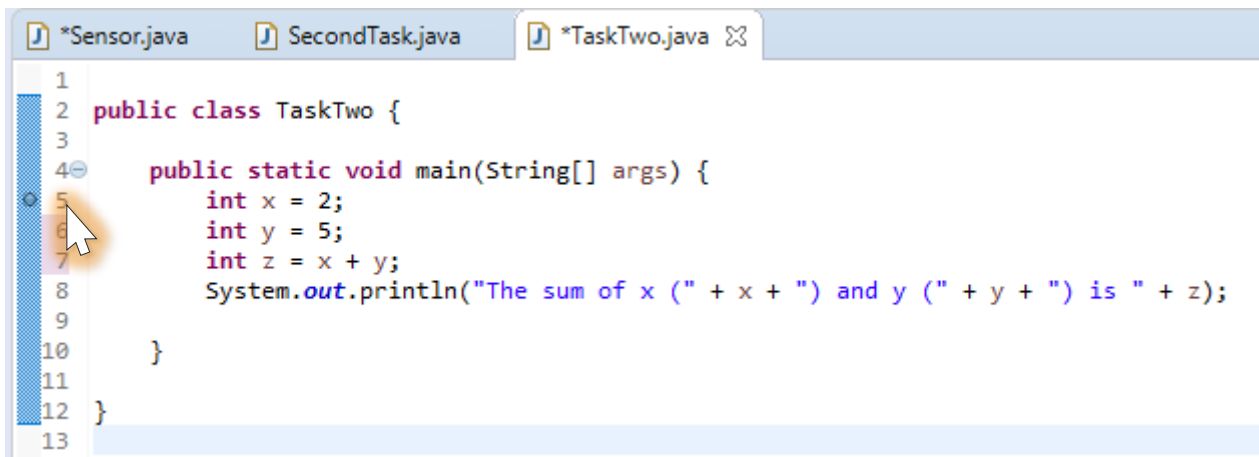 *Sensor.java SecondTask.java *TaskTwo.java
1
2 public class TaskTwo {
3
4 public static void main(String[] args) {
5 int x = 2;
6 int y = 5;
7 int z = x + y;
8 System.out.println("The sum of x (" + x + ") and y (" + y + ") is " + z);
9
10 }
11
12 }
13